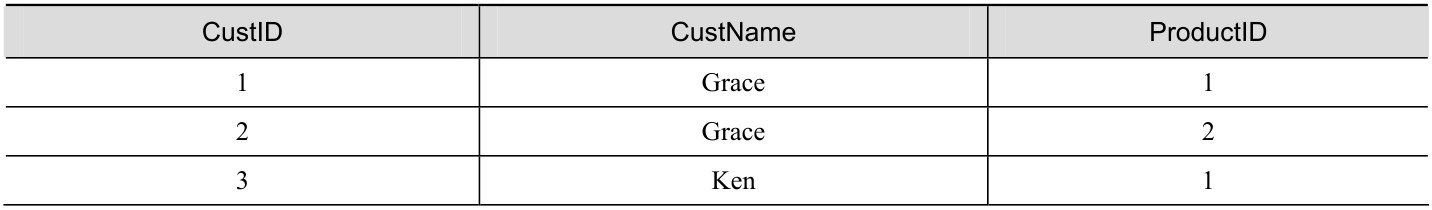 CustID CustName ProductID
1 Grace 1
2 Grace 2
3 Ken 1